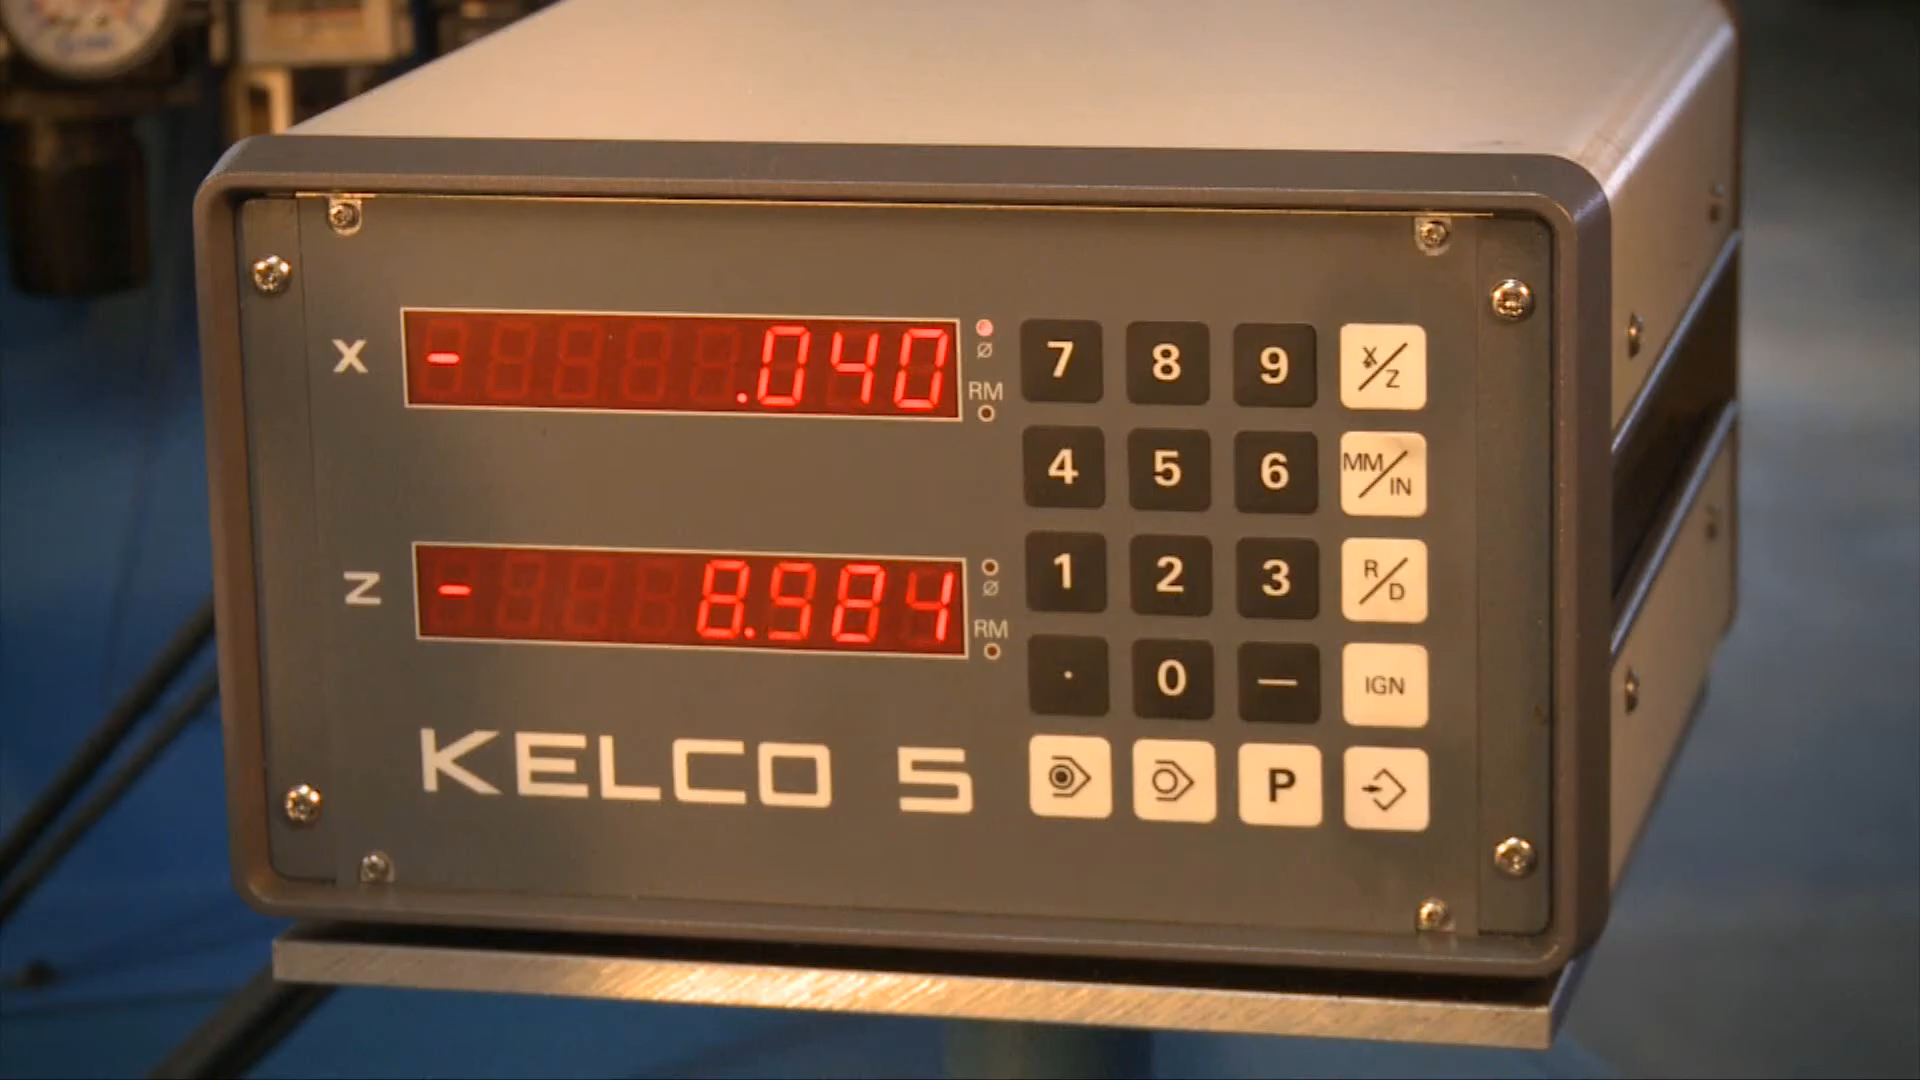 X - .040 Ø
RM
Z - 8.581 Ø
RM
KELCO 5
7 8 9 X/Z
4 5 6 MM/IN
1 2 3 R/D
. 0 — IGN
P